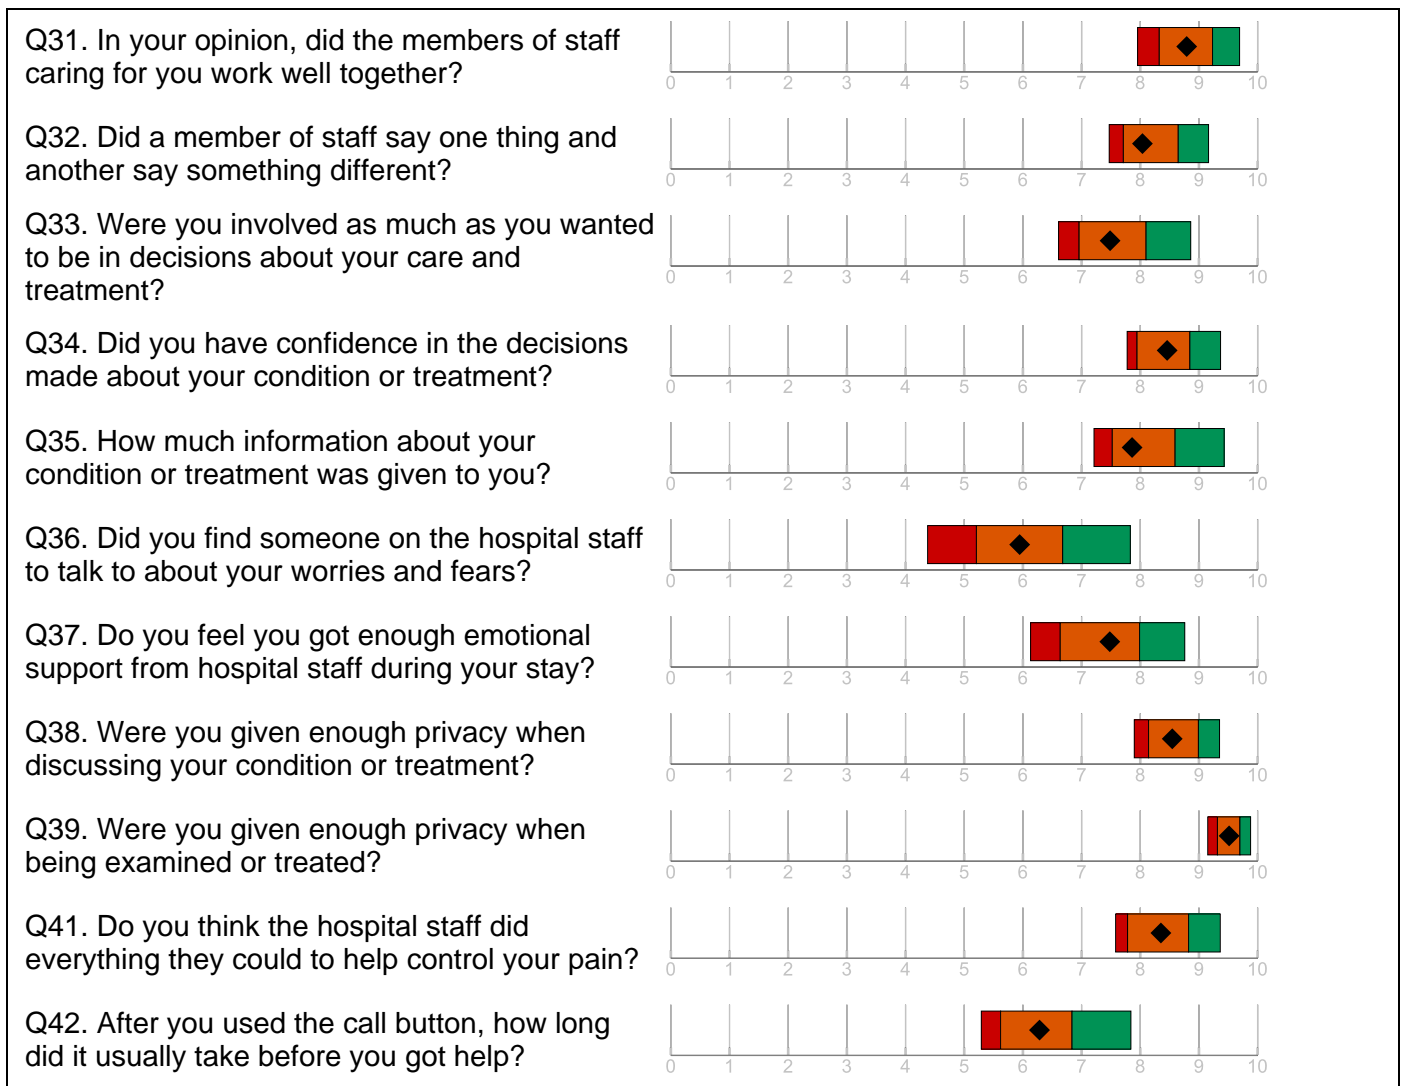 Q31. In your opinion, did the members of staff
caring for you work well together?
0 1 2 3 4 5 6 7 8 9 10
Q32. Did a member of staff say one thing and
another say something different?
0 1 2 3 4 5 6 7 8 9 10
Q33. Were you involved as much as you wanted
to be in decisions about your care and
treatment?
0 1 2 3 4 5 6 7 8 9 10
Q34. Did you have confidence in the decisions
made about your condition or treatment?
0 1 2 3 4 5 6 7 8 9 10
Q35. How much information about your
condition or treatment was given to you?
0 1 2 3 4 5 6 7 8 9 10
Q36. Did you find someone on the hospital staff
to talk to about your worries and fears?
0 1 2 3 4 5 6 7 8 9 10
Q37. Do you feel you got enough emotional
support from hospital staff during your stay?
0 1 2 3 4 5 6 7 8 9 10
Q38. Were you given enough privacy when
discussing your condition or treatment?
0 1 2 3 4 5 6 7 8 9 10
Q39. Were you given enough privacy when
being examined or treated?
0 1 2 3 4 5 6 7 8 9 10
Q41. Do you think the hospital staff did
everything they could to help control your pain?
0 1 2 3 4 5 6 7 8 9 10
Q42. After you used the call button, how long
did it usually take before you got help?
0 1 2 3 4 5 6 7 8 9 10